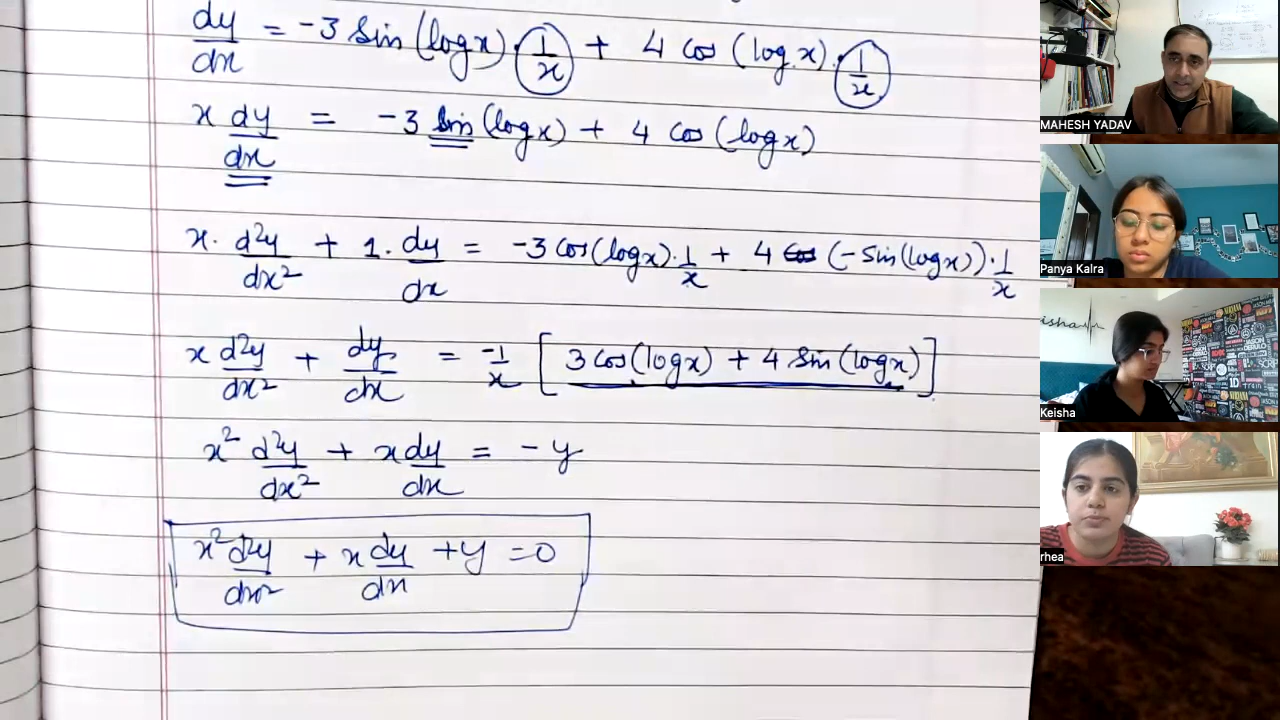 dy/dx = -3 Sin (log x) 1/x + 4 cos (log x) . 1/x
x dy/dx = -3 Sin (log x) + 4 cos (log x)
x . d²y/dx² + 1 . dy/dx = -3 cos(log x) . 1/x + 4 (-Sin(log x)) . 1/x
x d²y/dx² + dy/dx = -1/x [3 cos(log x) + 4 Sin (log x)]
x² d²y/dx² + x dy/dx = -y
x² d²y/dx² + x dy/dx + y = 0
MAHESH YADAV
Panya Kalra
Keisha
rhea